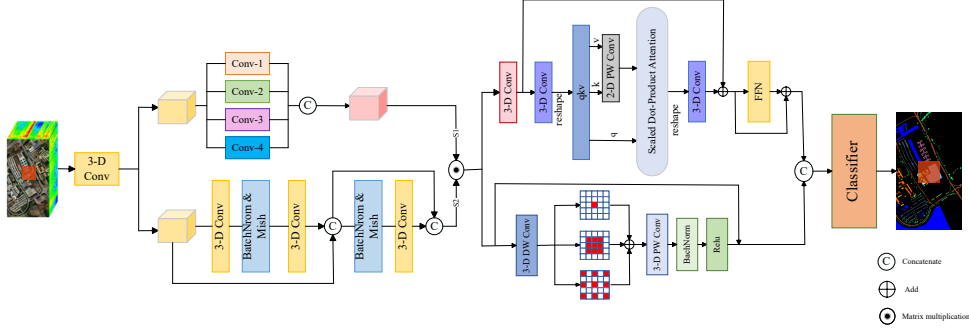 3-D
Conv
Conv-1
Conv-2
Conv-3
Conv-4
C
S1
3-D Conv
BatchNrom &
Mish
3-D Conv
C
BatchNrom &
Mish
3-D Conv
C
S2
3-D Conv
3-D Conv
reshape
qkv
v
k
q
2-D PW Conv
Scaled Dot-Product Attention
reshape
3-D Conv
FFN
3-D DW Conv
3-D PW Conv
BachNorm
Relu
C
Classifier
C
Concatenate
Add
Matrix multiplication